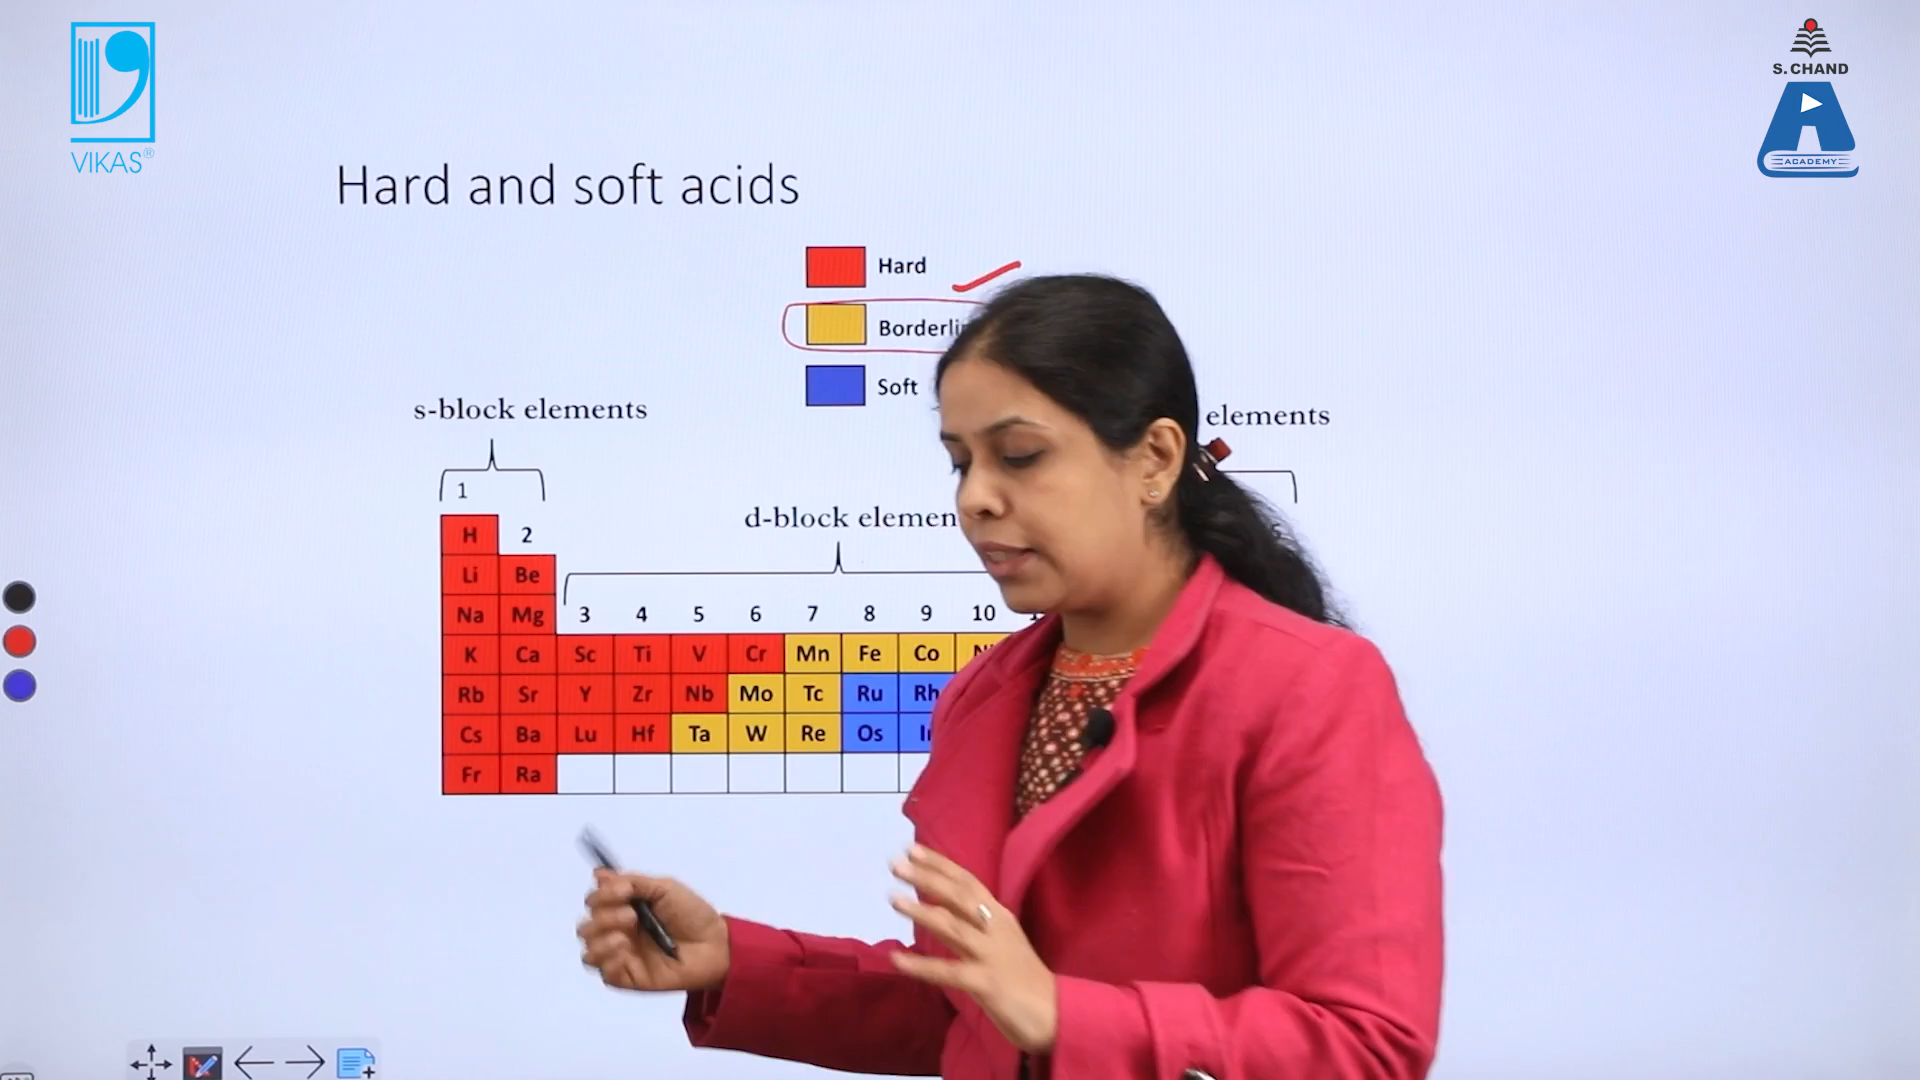 VIKAS®
S. CHAND
ACADEMY
Hard and soft acids
Hard
Borderli
Soft
s-block elements
elements
1
d-block elemen
H 2
Li Be
Na Mg 3 4 5 6 7 8 9 10 1
K Ca Sc Ti V Cr Mn Fe Co
Rb Sr Y Zr Nb Mo Tc Ru Rh
Cs Ba Lu Hf Ta W Re Os
Fr Ra